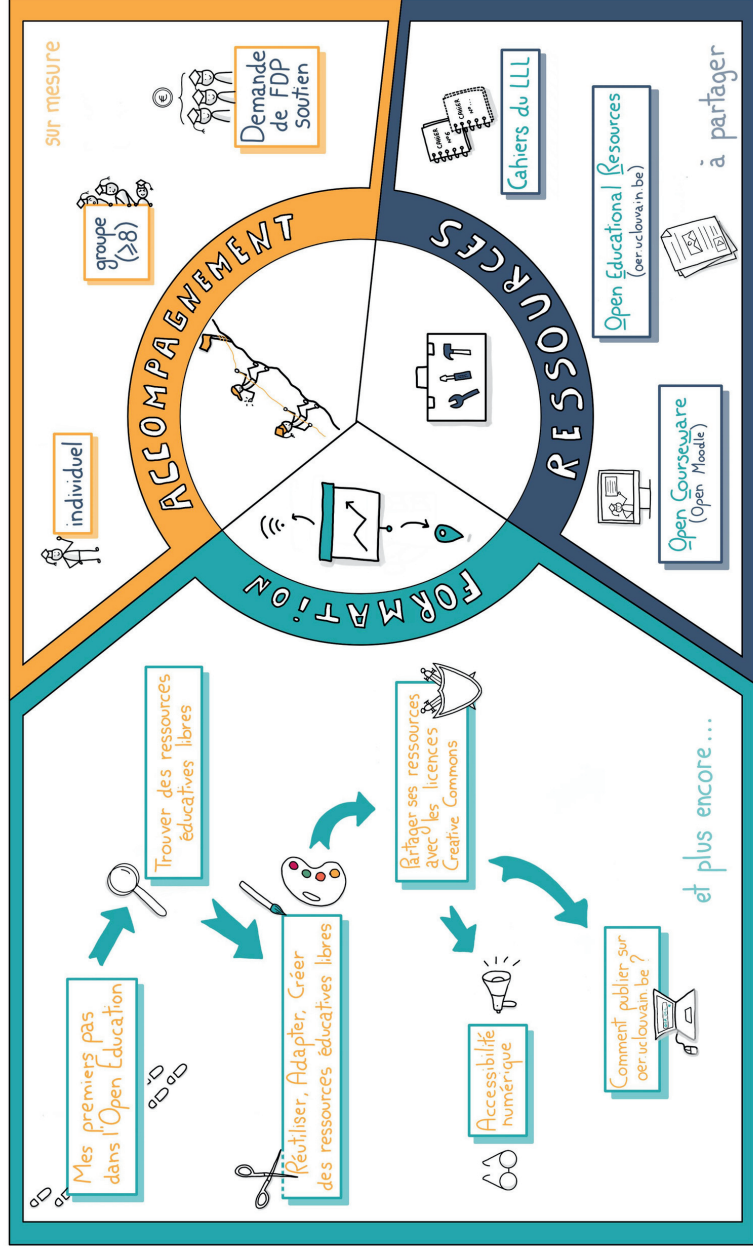 Mes premiers pas
dans l'Open Education
Trouver des ressources
éducatives libres
Réutiliser, Adapter, Créer
des ressources éducatives libres
Partager ses ressources
avec les licences
Creative Commons
Accessibilité
numérique
Comment publier sur
oer.uclouvain.be ?
et plus encore...
FORMATION
ACCOMPAGNEMENT
individuel
groupe
(≥8)
sur mesure
€
Demande
de FDP
soutien
RESSOURCES
CAHIER
N°6
CAHIER
N°...
Cahiers du LLL
Open Educational Resources
(oer.uclouvain.be)
Open Courseware
(Open Moodle)
à partager